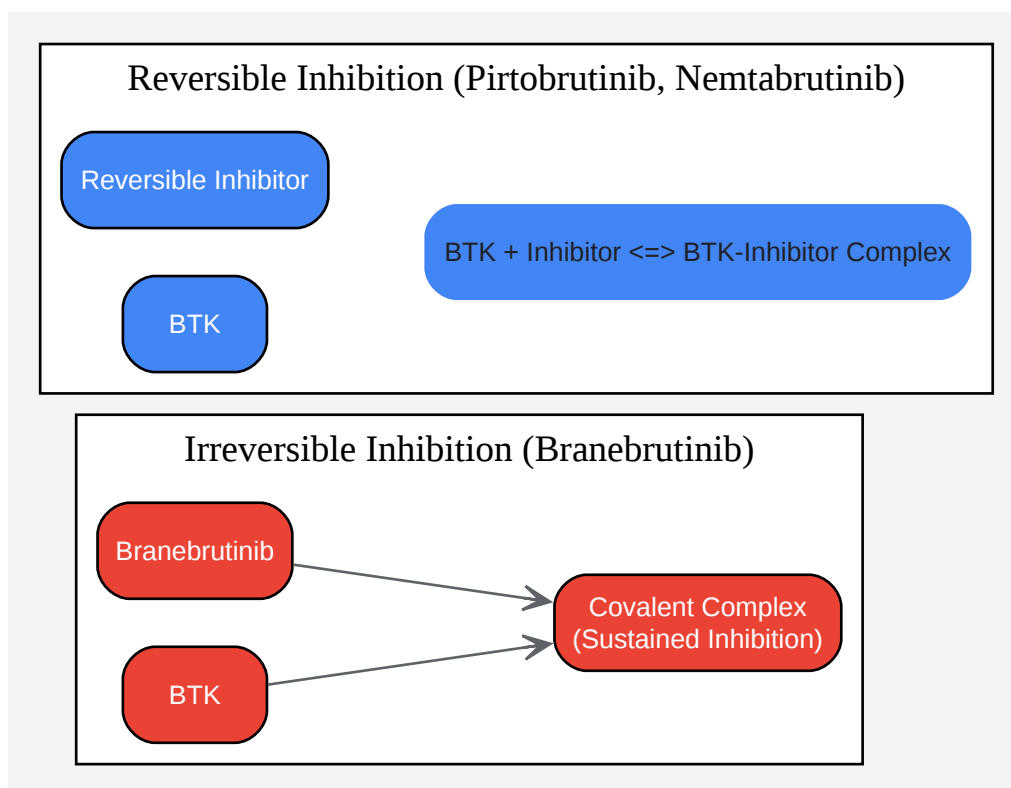 Reversible Inhibition (Pirtobrutinib, Nemtabrutinib)
Reversible Inhibitor
BTK + Inhibitor <=> BTK-Inhibitor Complex
BTK
Irreversible Inhibition (Branebrutinib)
Branebrutinib
Covalent Complex
(Sustained Inhibition)
BTK